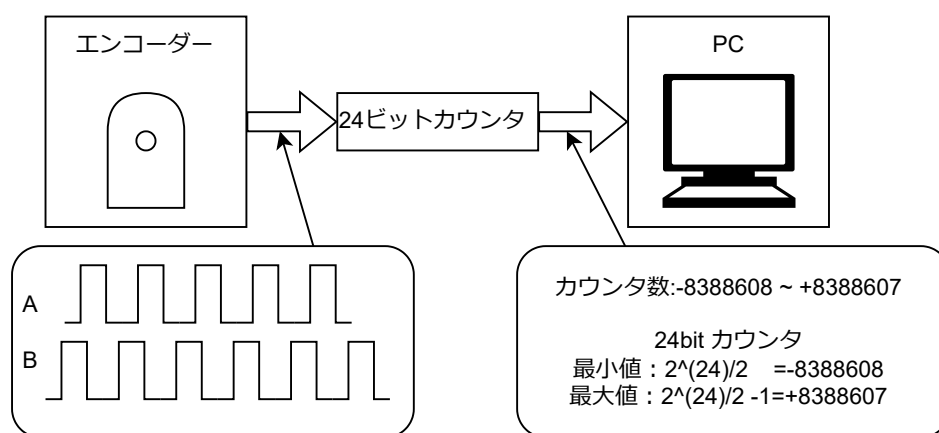 エンコーダー
24ビットカウンタ
PC
A
B
カウンタ数:-8388608 ~ +8388607
24bit カウンタ
最小値：2^(24)/2 =-8388608
最大値：2^(24)/2 -1=+8388607